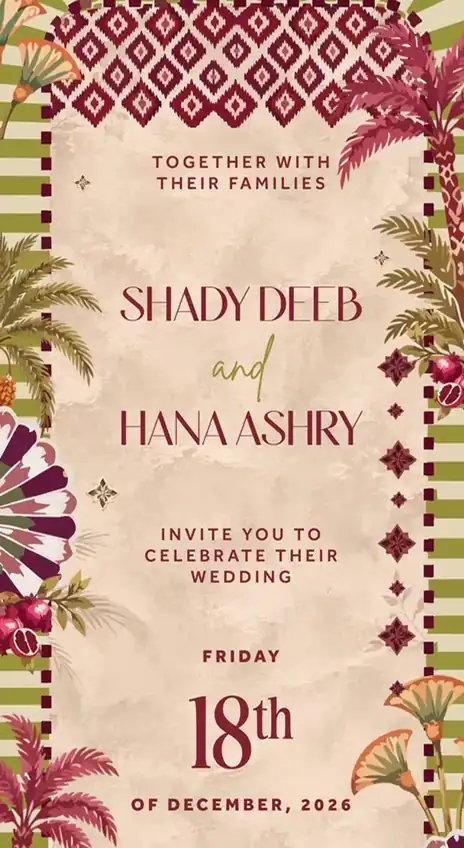 TOGETHER WITH
THEIR FAMILIES
SHADY DEEB
and
HANA ASHRY
INVITE YOU TO
CELEBRATE THEIR
WEDDING
FRIDAY
18th
OF DECEMBER, 2026